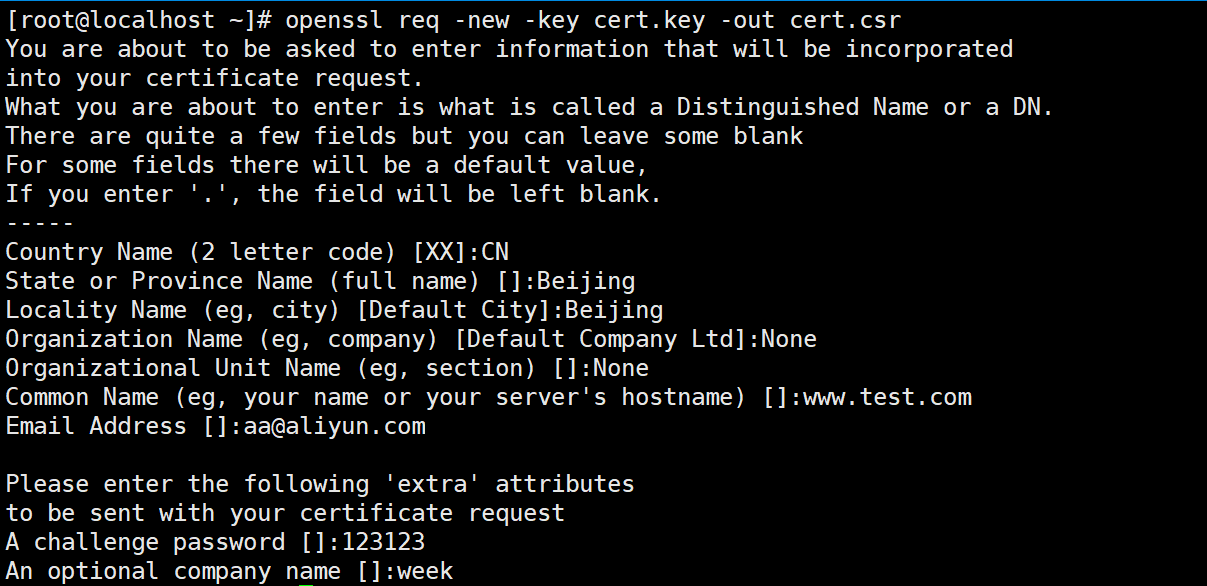 [root@localhost ~]# openssl req -new -key cert.key -out cert.csr
You are about to be asked to enter information that will be incorporated
into your certificate request.
What you are about to enter is what is called a Distinguished Name or a DN.
There are quite a few fields but you can leave some blank
For some fields there will be a default value,
If you enter '.', the field will be left blank.
-----
Country Name (2 letter code) [XX]:CN
State or Province Name (full name) []:Beijing
Locality Name (eg, city) [Default City]:Beijing
Organization Name (eg, company) [Default Company Ltd]:None
Organizational Unit Name (eg, section) []:None
Common Name (eg, your name or your server's hostname) []:www.test.com
Email Address []:aa@aliyun.com

Please enter the following 'extra' attributes
to be sent with your certificate request
A challenge password []:123123
An optional company name []:week